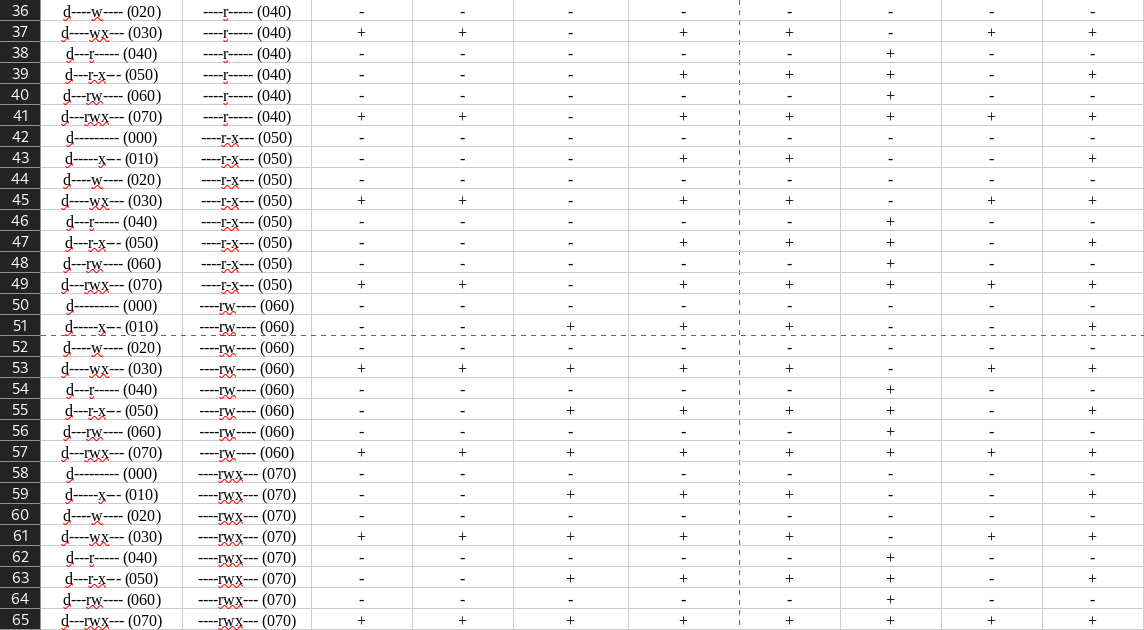 36 d----w---- (020) ----r----- (040) - - - - - - - -
37 d----wx--- (030) ----r----- (040) + + - + + - + +
38 d---r----- (040) ----r----- (040) - - - - - + - -
39 d---r-x--- (050) ----r----- (040) - - - + + + - +
40 d---rw---- (060) ----r----- (040) - - - - - + - -
41 d---rwx--- (070) ----r----- (040) + + - + + + + +
42 d--------- (000) ----r-x--- (050) - - - - - - - -
43 d-----x--- (010) ----r-x--- (050) - - - + + - - +
44 d----w---- (020) ----r-x--- (050) - - - - - - - -
45 d----wx--- (030) ----r-x--- (050) + + - + + - + +
46 d---r----- (040) ----r-x--- (050) - - - - - + - -
47 d---r-x--- (050) ----r-x--- (050) - - - + + + - +
48 d---rw---- (060) ----r-x--- (050) - - - - - + - -
49 d---rwx--- (070) ----r-x--- (050) + + - + + + + +
50 d--------- (000) ----rw---- (060) - - - - - - - -
51 d-----x--- (010) ----rw---- (060) - - + + + - - +
52 d----w---- (020) ----rw---- (060) - - - - - - - -
53 d----wx--- (030) ----rw---- (060) + + + + + - + +
54 d---r----- (040) ----rw---- (060) - - - - - + - -
55 d---r-x--- (050) ----rw---- (060) - - + + + + - +
56 d---rw---- (060) ----rw---- (060) - - - - - + - -
57 d---rwx--- (070) ----rw---- (060) + + + + + + + +
58 d--------- (000) ----rwx--- (070) - - - - - - - -
59 d-----x--- (010) ----rwx--- (070) - - + + + - - +
60 d----w---- (020) ----rwx--- (070) - - - - - - - -
61 d----wx--- (030) ----rwx--- (070) + + + + + - + +
62 d---r----- (040) ----rwx--- (070) - - - - - + - -
63 d---r-x--- (050) ----rwx--- (070) - - + + + + - +
64 d---rw---- (060) ----rwx--- (070) - - - - - + - -
65 d---rwx--- (070) ----rwx--- (070) + + + + + + + +